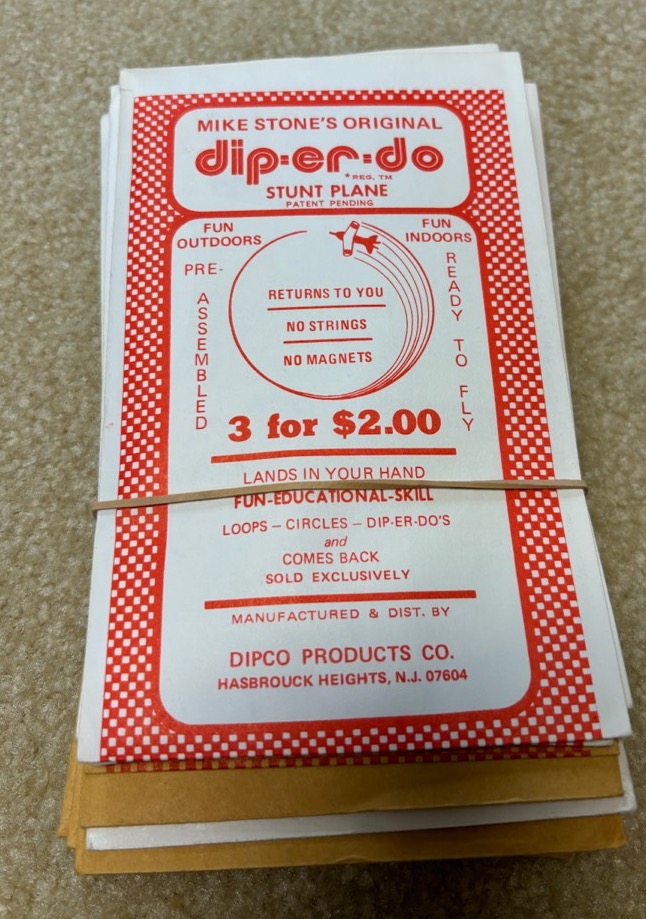 MIKE STONE'S ORIGINAL
dip-er-do
*REG. TM
STUNT PLANE
PATENT PENDING
FUN OUTDOORS
FUN INDOORS
PRE-ASSEMBLED
READY TO FLY
RETURNS TO YOU
NO STRINGS
NO MAGNETS
3 for $2.00
LANDS IN YOUR HAND
FUN-EDUCATIONAL-SKILL
LOOPS – CIRCLES – DIP-ER-DO'S
and
COMES BACK
SOLD EXCLUSIVELY
MANUFACTURED & DIST. BY
DIPCO PRODUCTS CO.
HASBROUCK HEIGHTS, N.J. 07604